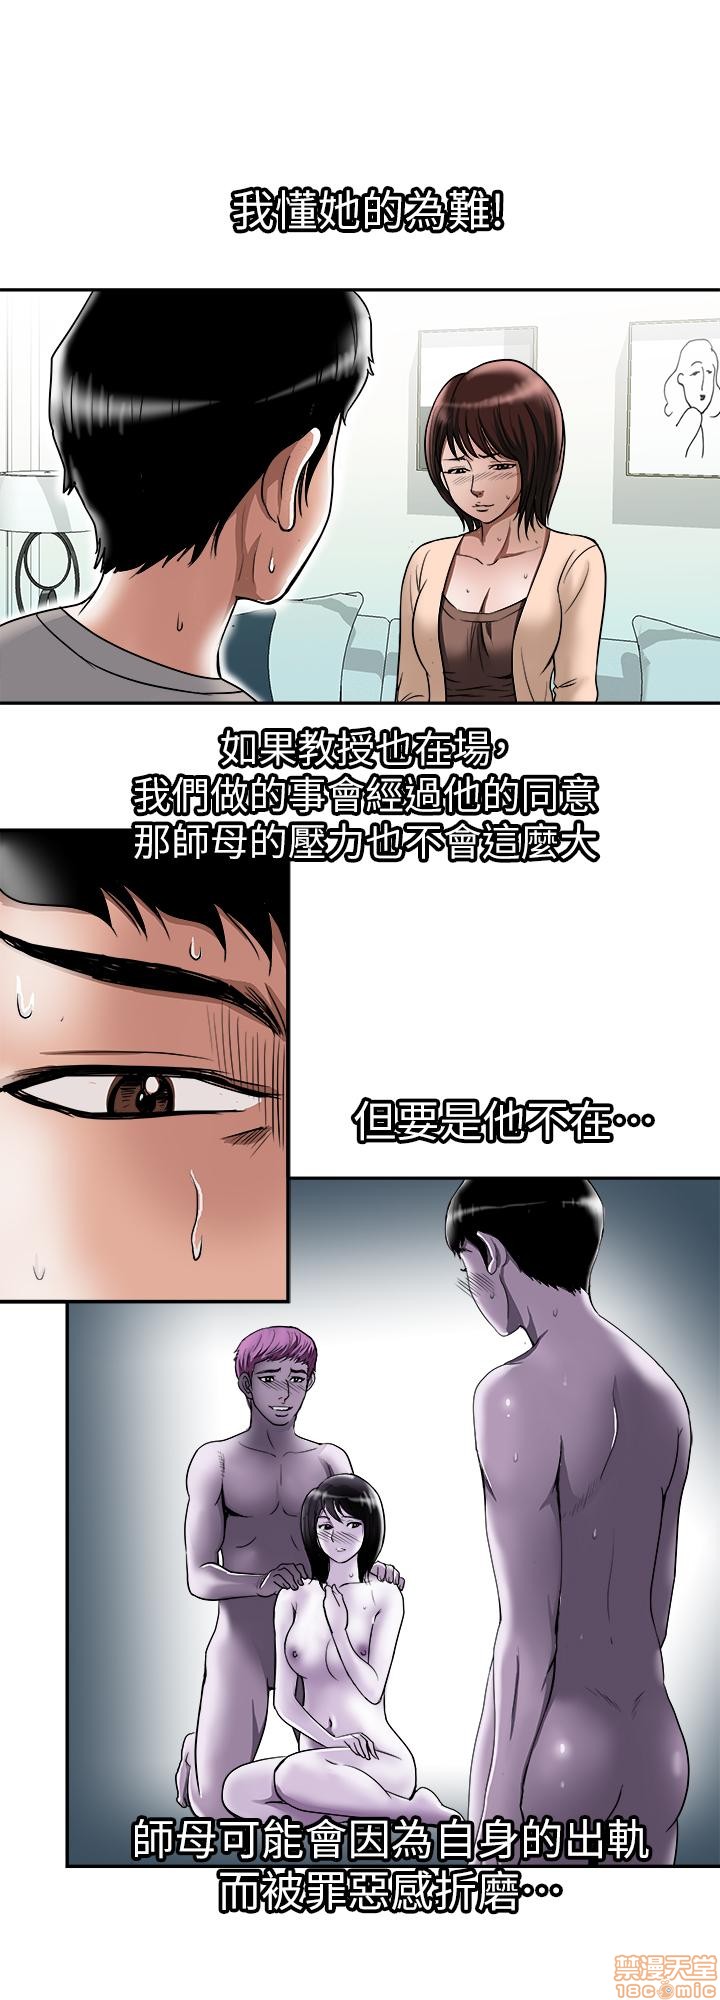 我懂她的為難!
如果教授也在場,
我們做的事會經過他的同意
那師母的壓力也不會這麼大
但要是他不在…
師母可能會因為自身的出軌
而被罪惡感折磨…
禁漫天堂
18comic